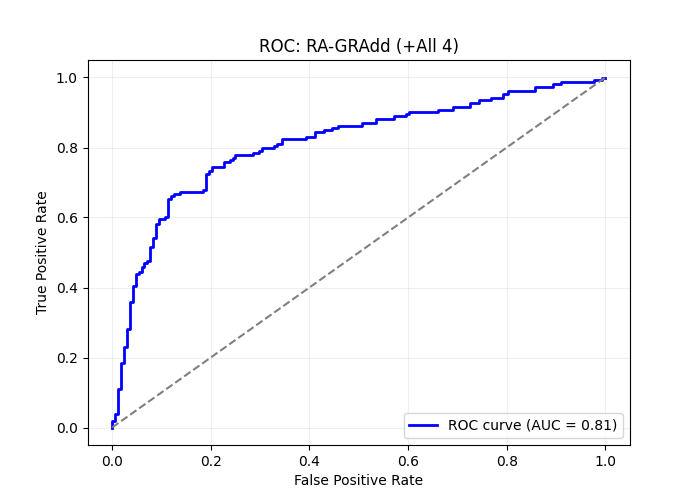 ROC: RA-GRAdd (+All 4)
True Positive Rate
1.0
0.8
0.6
0.4
0.2
0.0
ROC curve (AUC = 0.81)
0.0 0.2 0.4 0.6 0.8 1.0
False Positive Rate